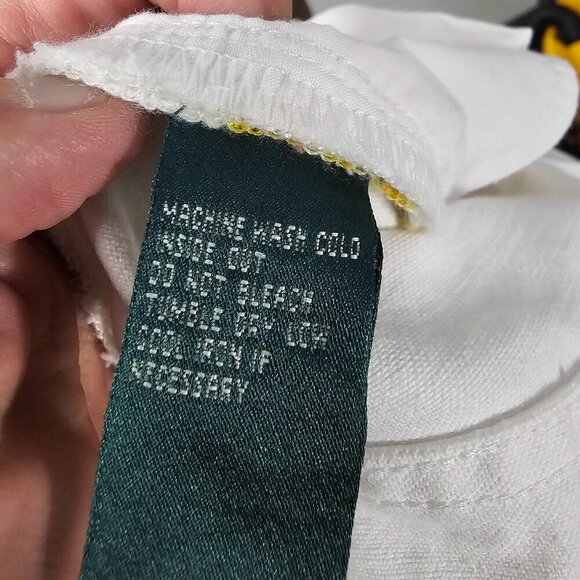 MACHINE WASH COLD
INSIDE OUT
DO NOT BLEACH
TUMBLE DRY LOW
COOL IRON IF
NECESSARY